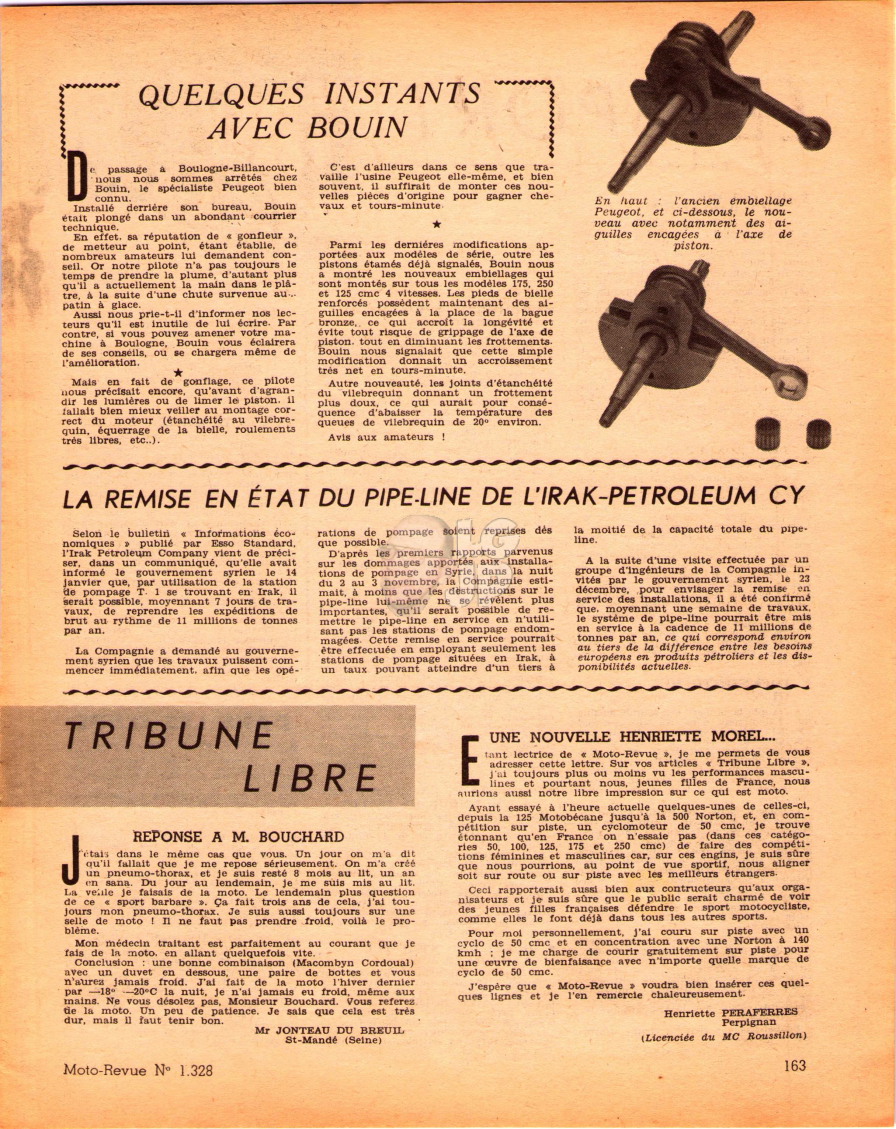 QUELQUES INSTANTS
AVEC BOUIN
De passage à Boulogne-Billancourt,
nous nous sommes arrêtés chez
Bouin, le spécialiste Peugeot bien
connu.
Installé derrière son bureau, Bouin
était plongé dans un abondant courrier
technique.
En effet, sa réputation de « gonfleur »,
de metteur au point, étant établie, de
nombreux amateurs lui demandent con-
seil. Or notre pilote n'a pas toujours le
temps de prendre la plume, d'autant plus
qu'il a actuellement la main dans le plâ-
tre, à la suite d'une chute survenue au
patin à glace.
Aussi nous prie-t-il d'informer nos lec-
teurs qu'il est inutile de lui écrire. Par
contre, si vous pouvez amener votre ma-
chine à Boulogne, Bouin vous éclairera
de ses conseils, ou se chargera même de
l'amélioration.
★
Mais en fait de gonflage, ce pilote
nous précisait encore, qu'avant d'agran-
dir les lumières ou de limer le piston, il
fallait bien mieux veiller au montage cor-
rect du moteur (étanchéité au vilebre-
quin, équerrage de la bielle, roulements
très libres, etc..).
C'est d'ailleurs dans ce sens que tra-
vaille l'usine Peugeot elle-même, et bien
souvent, il suffirait de monter ces nou-
velles pièces d'origine pour gagner che-
vaux et tours-minute.
★
Parmi les dernières modifications ap-
portées aux modèles de série, outre les
pistons étamés déjà signalés, Bouin nous
a montré les nouveaux embiellages qui
sont montés sur tous les modèles 175, 250
et 125 cmc 4 vitesses. Les pieds de bielle
renforcés possèdent maintenant des ai-
guilles encagées à la place de la bague
bronze, ce qui accroît la longévité et
évite tout risque de grippage de l'axe de
piston, tout en diminuant les frottements.
Bouin nous signalait que cette simple
modification donnait un accroissement
très net en tours-minute.
Autre nouveauté, les joints d'étanchéité
du vilebrequin donnant un frottement
plus doux, ce qui aurait pour consé-
quence d'abaisser la température des
queues de vilebrequin de 20° environ.
Avis aux amateurs !
En haut : l'ancien embiellage
Peugeot, et ci-dessous, le nou-
veau avec notamment des ai-
guilles encagées à l'axe de
piston.
LA REMISE EN ÉTAT DU PIPE-LINE DE L'IRAK-PETROLEUM CY
Selon le bulletin « Informations éco-
nomiques » publié par Esso Standard,
l'Irak Petroleum Company vient de préci-
ser, dans un communiqué, qu'elle avait
informé le gouvernement syrien le 14
janvier que, par utilisation de la station
de pompage T. 1 se trouvant en Irak, il
serait possible, moyennant 7 jours de tra-
vaux, de reprendre les expéditions de
brut au rythme de 11 millions de tonnes
par an.
La Compagnie a demandé au gouverne-
ment syrien que les travaux puissent com-
mencer immédiatement, afin que les opé-
rations de pompage soient reprises dès
que possible.
D'après les premiers rapports parvenus
sur les dommages apportés aux installa-
tions de pompage en Syrie, dans la nuit
du 2 au 3 novembre, la Compagnie esti-
mait, à moins que les destructions sur le
pipe-line lui-même ne se révèlent plus
importantes, qu'il serait possible de re-
mettre le pipe-line en service en n'utili-
sant pas les stations de pompage endom-
magées. Cette remise en service pourrait
être effectuée en employant seulement les
stations de pompage situées en Irak, à
un taux pouvant atteindre d'un tiers à
la moitié de la capacité totale du pipe-
line.
A la suite d'une visite effectuée par un
groupe d'ingénieurs de la Compagnie in-
vités par le gouvernement syrien, le 23
décembre, pour envisager la remise en
service des installations, il a été confirmé
que, moyennant une semaine de travaux,
le système de pipe-line pourrait être mis
en service à la cadence de 11 millions de
tonnes par an, ce qui correspond environ
au tiers de la différence entre les besoins
européens en produits pétroliers et les dis-
ponibilités actuelles.
TRIBUNE
LIBRE
REPONSE A M. BOUCHARD
J'étais dans le même cas que vous. Un jour on m'a dit
qu'il fallait que je me repose sérieusement. On m'a créé
un pneumo-thorax, et je suis resté 8 mois au lit, un an
en sana. Du jour au lendemain, je me suis mis au lit.
La veille je faisais de la moto. Le lendemain plus question
de ce « sport barbare ». Ça fait trois ans de cela, j'ai tou-
jours mon pneumo-thorax. Je suis aussi toujours sur une
selle de moto ! Il ne faut pas prendre froid, voilà le pro-
blème.
Mon médecin traitant est parfaitement au courant que je
fais de la moto, en allant quelquefois vite.
Conclusion : une bonne combinaison (Macombyn Cordoual)
avec un duvet en dessous, une paire de bottes et vous
n'aurez jamais froid. J'ai fait de la moto l'hiver dernier
par —18° —20°C la nuit, je n'ai jamais eu froid, même aux
mains. Ne vous désolez pas, Monsieur Bouchard. Vous referez
de la moto. Un peu de patience. Je sais que cela est très
dur, mais il faut tenir bon.
Mr JONTEAU DU BREUIL
St-Mandé (Seine)
UNE NOUVELLE HENRIETTE MOREL...
Etant lectrice de « Moto-Revue », je me permets de vous
adresser cette lettre. Sur vos articles « Tribune Libre »,
j'ai toujours plus ou moins vu les performances mascu-
lines et pourtant nous, jeunes filles de France, nous
aurions aussi notre libre impression sur ce qui est moto.
Ayant essayé à l'heure actuelle quelques-unes de celles-ci,
depuis la 125 Motobécane jusqu'à la 500 Norton, et, en com-
pétition sur piste, un cyclomoteur de 50 cmc, je trouve
étonnant qu'en France on n'essaie pas (dans ces catégo-
ries 50, 100, 125, 175 et 250 cmc) de faire des compéti-
tions féminines et masculines car, sur ces engins, je suis sûre
que nous pourrions, au point de vue sportif, nous aligner
soit sur route ou sur piste avec les meilleurs étrangers.
Ceci rapporterait aussi bien aux contructeurs qu'aux orga-
nisateurs et je suis sûre que le public serait charmé de voir
des jeunes filles françaises défendre le sport motocycliste,
comme elles le font déjà dans tous les autres sports.
Pour moi personnellement, j'ai couru sur piste avec un
cyclo de 50 cmc et en concentration avec une Norton à 140
kmh ; je me charge de courir gratuitement sur piste pour
une œuvre de bienfaisance avec n'importe quelle marque de
cyclo de 50 cmc.
J'espère que « Moto-Revue » voudra bien insérer ces quel-
ques lignes et je l'en remercie chaleureusement.
Henriette PERAFERRES
Perpignan
(Licenciée du MC Roussillon)
Moto-Revue N° 1.328
163